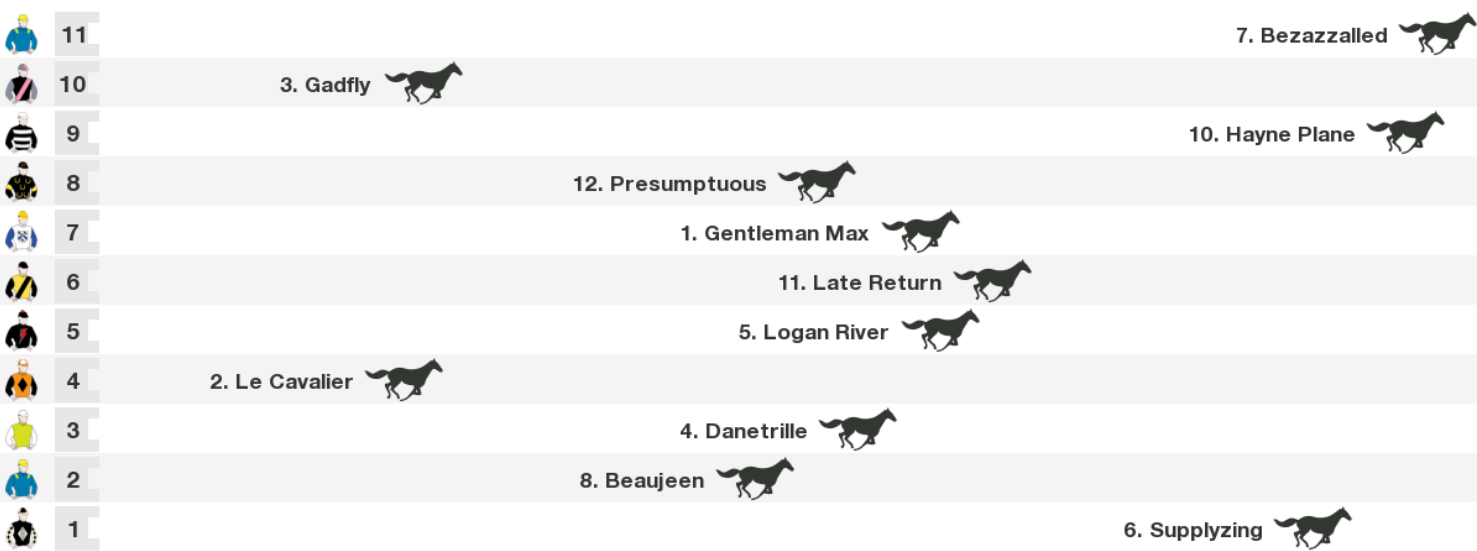 11 7. Bezazzalled
10 3. Gadfly
9 10. Hayne Plane
8 12. Presumptuous
7 1. Gentleman Max
6 11. Late Return
5 5. Logan River
4 2. Le Cavalier
3 4. Danetrille
2 8. Beaujeen
1 6. Supplyzing